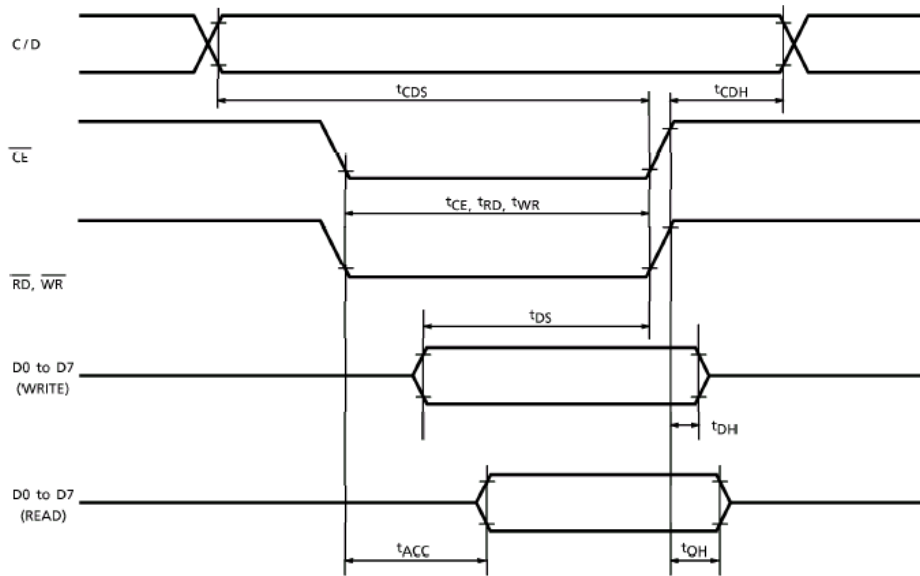 C/D
tCDS
tCDH
CE
tCE, tRD, tWR
RD, WR
tDS
D0 to D7
(WRITE)
tDH
D0 to D7
(READ)
tACC
tOH